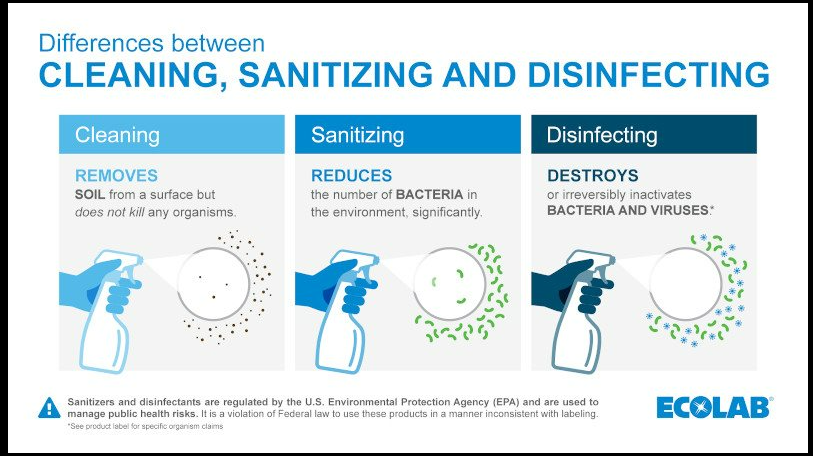 Differences between
CLEANING, SANITIZING AND DISINFECTING
Cleaning
REMOVES
SOIL from a surface but
does not kill any organisms.
Sanitizing
REDUCES
the number of BACTERIA in
the environment, significantly.
Disinfecting
DESTROYS
or irreversibly inactivates
BACTERIA AND VIRUSES.*
Sanitizers and disinfectants are regulated by the U.S. Environmental Protection Agency (EPA) and are used to
manage public health risks. It is a violation of Federal law to use these products in a manner inconsistent with labeling.
*See product label for specific organism claims
ECOLAB®